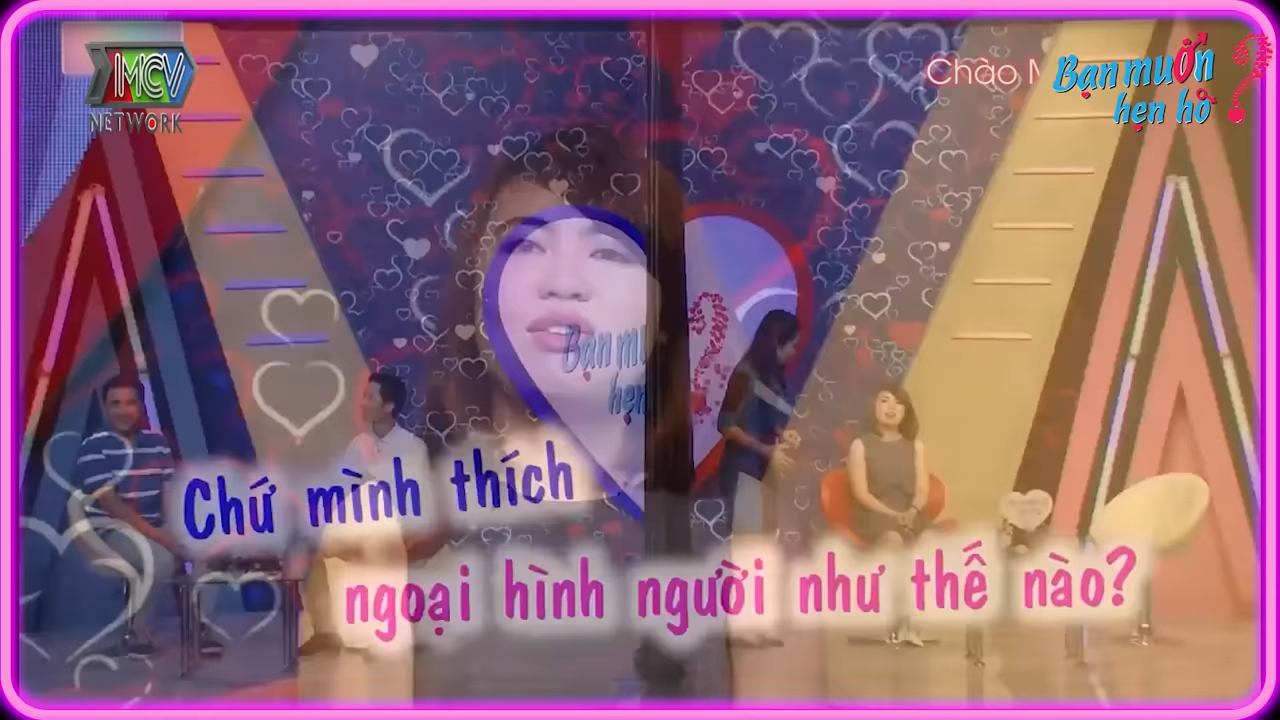 MCV
NETWORK
Chào M
Bạn muốn
hẹn hò
Bạn
hẹn
Chứ mình thích
ngoại hình người như thế nào?